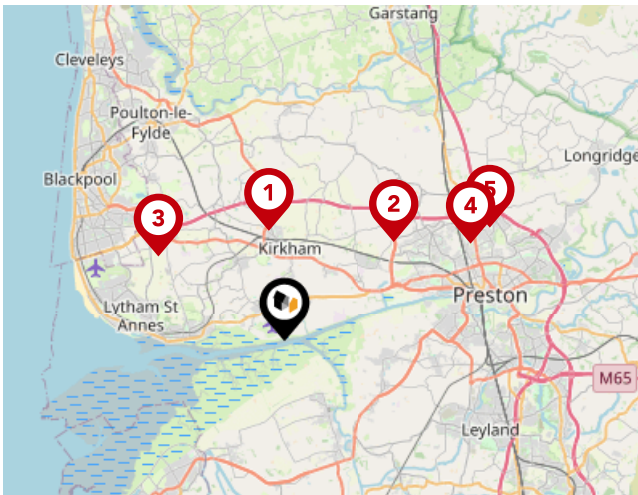 Garstang
Cleveleys
Poulton-le-
Fylde
Longridge
Blackpool
1
5
2
4
3
Kirkham
Preston
Lytham St
Annes
M65
Leyland